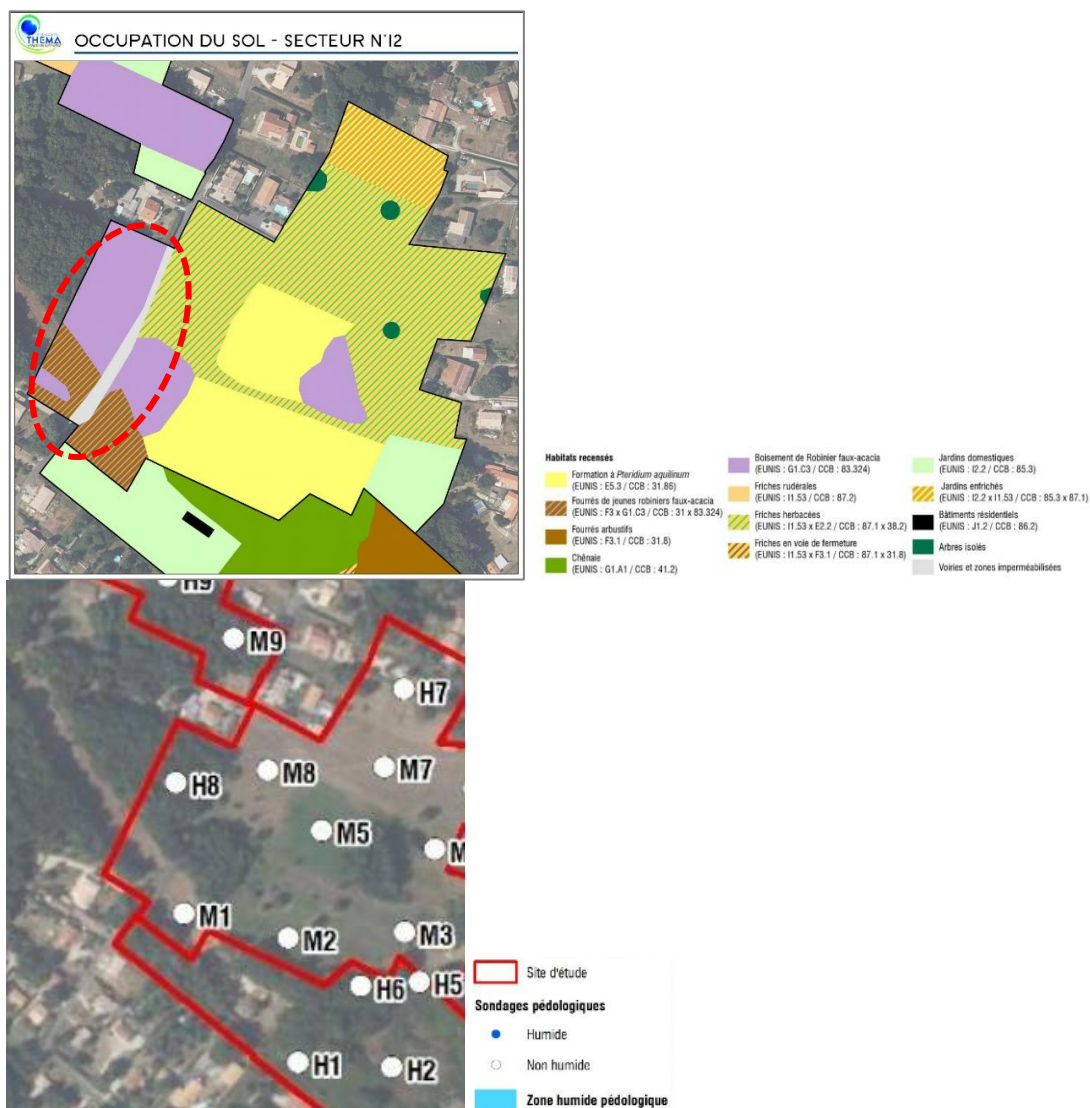 THEMA
OCCUPATION DU SOL - SECTEUR N°12
Habitats recensés
Formation à Pteridium aquilinum
(EUNIS : E5.3 / CCB : 31.86)
Fourrés de jeunes robiniers faux-acacia
(EUNIS : F3 x G1.C3 / CCB : 31 x 83.324)
Fourrés arbustifs
(EUNIS : F3.1 / CCB : 31.8)
Chênaie
(EUNIS : G1.A1 / CCB : 41.2)
Boisement de Robinier faux-acacia
(EUNIS : G1.C3 / CCB : 83.324)
Friches rudérales
(EUNIS : I1.53 / CCB : 87.2)
Friches herbacées
(EUNIS : I1.53 x E2.2 / CCB : 87.1 x 38.2)
Friches en voie de fermeture
(EUNIS : I1.53 x F3.1 / CCB : 87.1 x 31.8)
Jardins domestiques
(EUNIS : I2.2 / CCB : 85.3)
Jardins enfrichés
(EUNIS : I2.2 x I1.53 / CCB : 85.3 x 87.1)
Bâtiments résidentiels
(EUNIS : J1.2 / CCB : 86.2)
Arbres isolés
Voiries et zones imperméabilisées
H9
M9
H7
M8
M7
H8
M5
M
M1
M2
M3
H6
H5
H1
H2
Site d'étude
Sondages pédologiques
Humide
Non humide
Zone humide pédologique